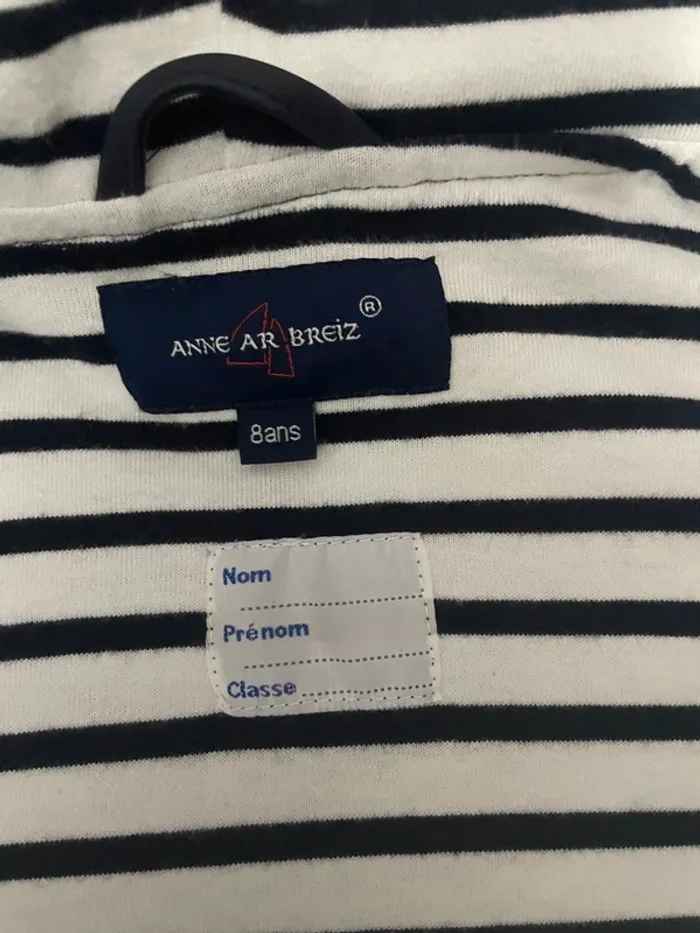 ANNE AR BREIZ ®
8ans
Nom
Prénom
Classe